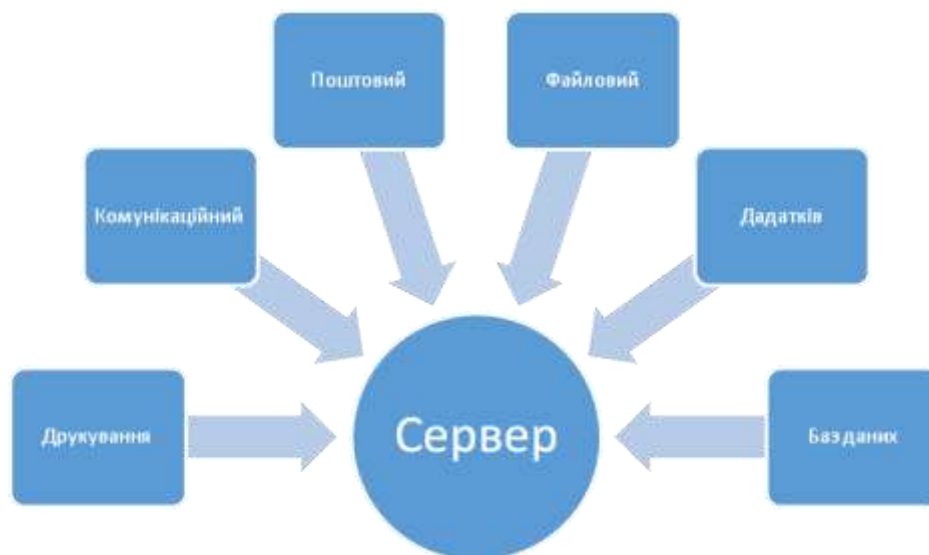 Поштовий
Файловий
Комунікаційний
Дадатків
Друкування
Сервер
Баз даних